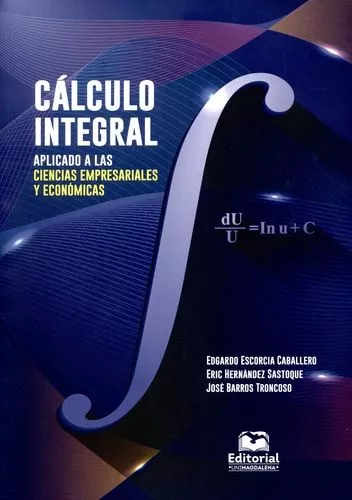 CÁLCULO
INTEGRAL
APLICADO A LAS
CIENCIAS EMPRESARIALES
Y ECONÓMICAS
∫ dU/U = In u + C
EDGARDO ESCORCIA CABALLERO
ERIC HERNÁNDEZ SASTOQUE
JOSÉ BARROS TRONCOSO
Editorial
UNIMAGDALENA